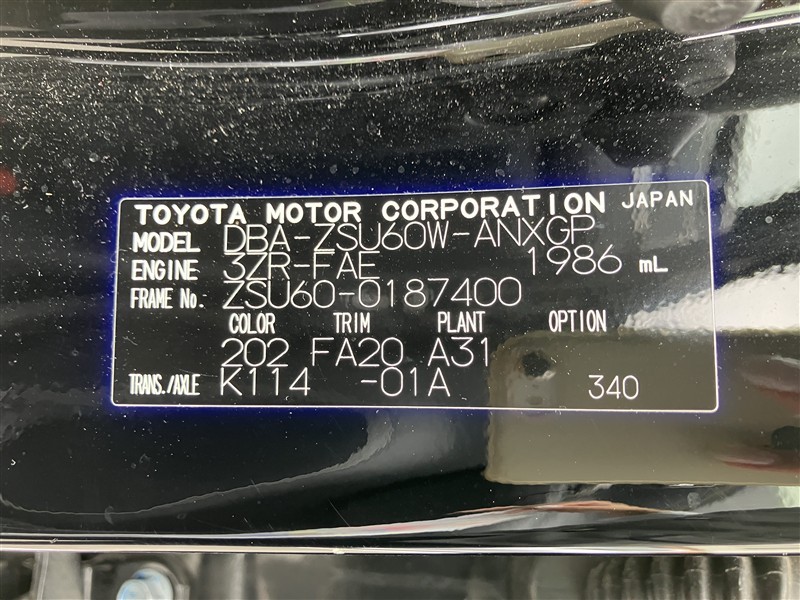 TOYOTA MOTOR CORPORATION JAPAN
MODEL DBA-ZSU60W-ANXGP
ENGINE 3ZR-FAE 1986 mL
FRAME No. ZSU60-0187400
COLOR TRIM PLANT OPTION
202 FA20 A31
TRANS./AXLE K114 -01A 340